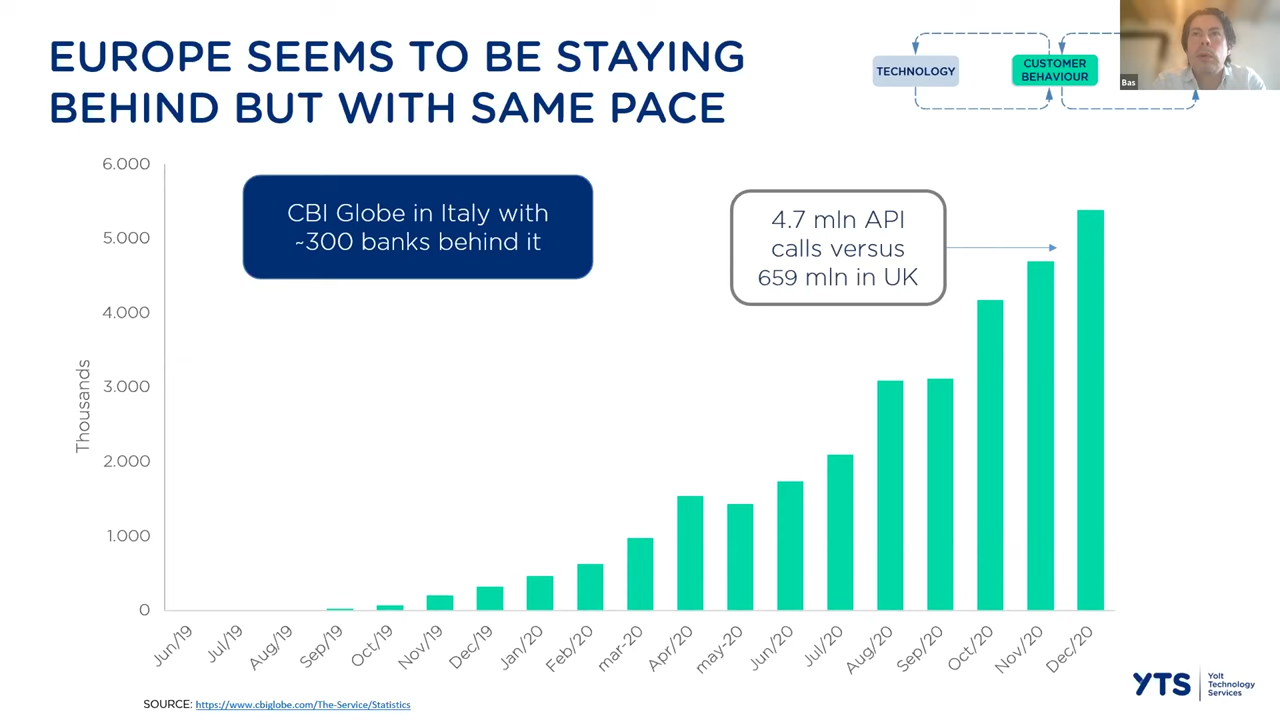 EUROPE SEEMS TO BE STAYING
BEHIND BUT WITH SAME PACE
TECHNOLOGY
CUSTOMER
BEHAVIOUR
Bas
CBI Globe in Italy with
~300 banks behind it
4.7 mln API
calls versus
659 mln in UK
Thousands
6.000
5.000
4.000
3.000
2.000
1.000
0
Jun/19
Jul/19
Aug/19
Sep/19
Oct/19
Nov/19
Dec/19
Jan/20
Feb/20
mar-20
Apr/20
may-20
Jun/20
Jul/20
Aug/20
Sep/20
Oct/20
Nov/20
Dec/20
SOURCE: https://www.cbiglobe.com/The-Service/Statistics
YTS
Yolt
Technology
Services